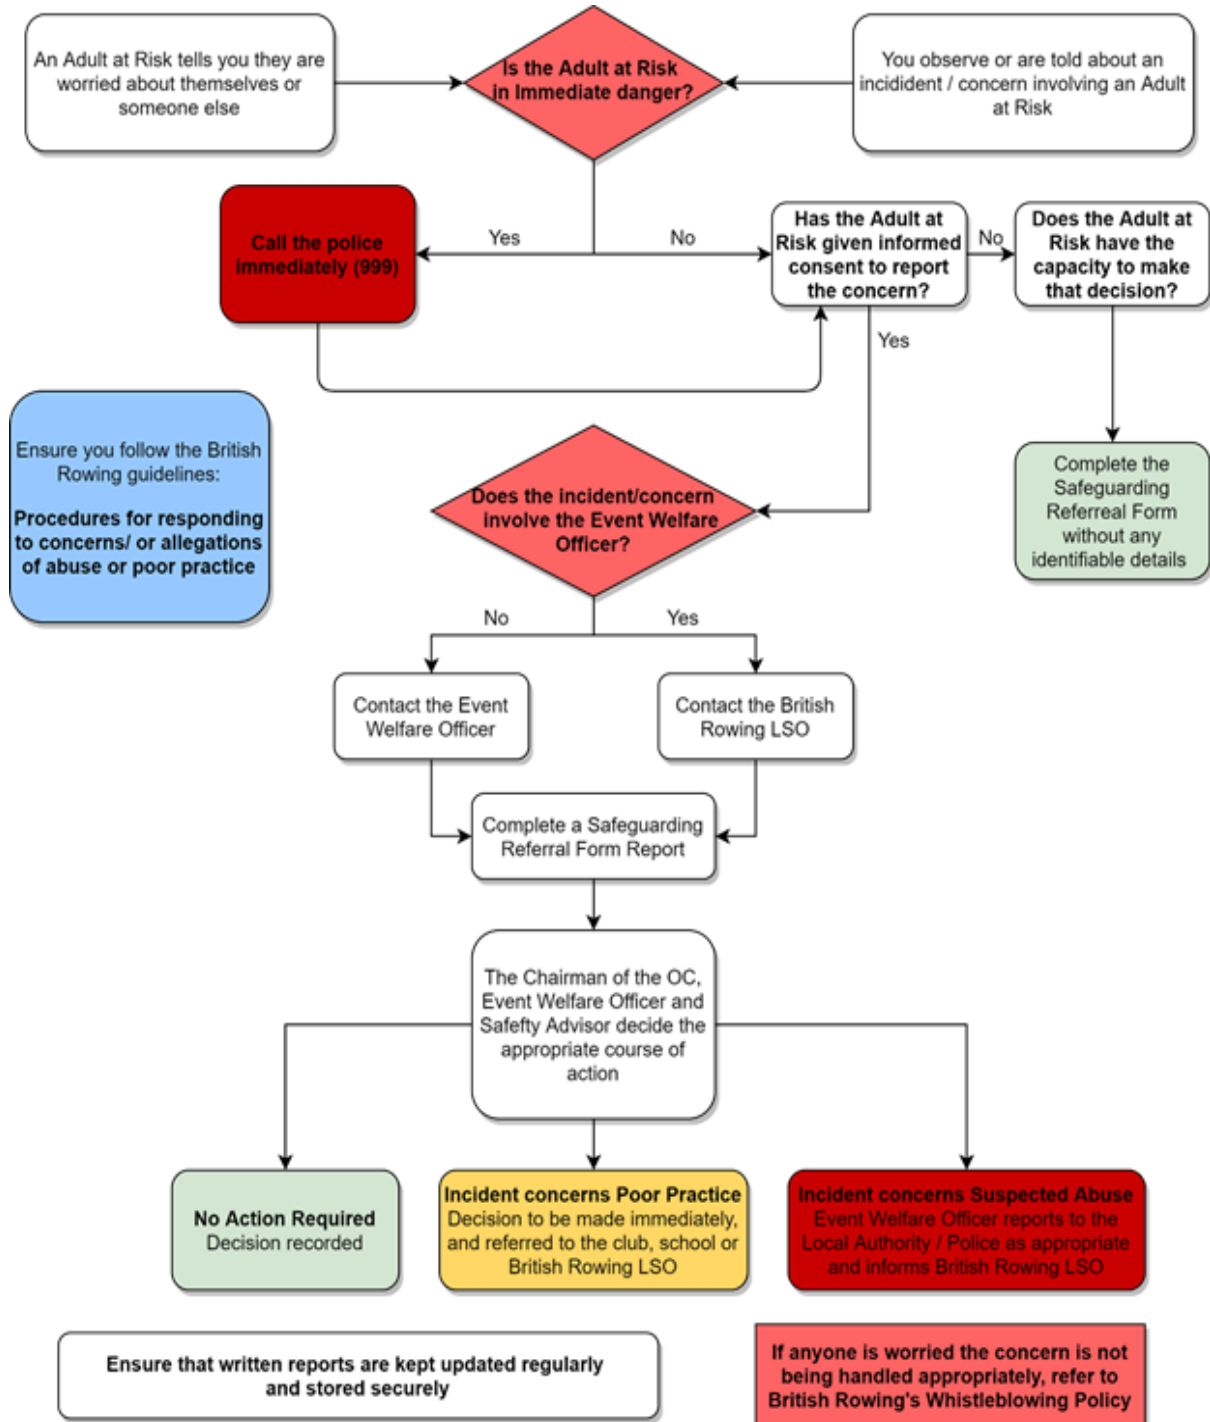 An Adult at Risk tells you they are
worried about themselves or
someone else
Is the Adult at Risk
in Immediate danger?
You observe or are told about an
incidident / concern involving an Adult
at Risk
Call the police
immediately (999)
Yes
No
Has the Adult at
Risk given informed
consent to report
the concern?
No
Does the Adult at
Risk have the
capacity to make
that decision?
Yes
Ensure you follow the British
Rowing guidelines:
Procedures for responding
to concerns/ or allegations
of abuse or poor practice
Does the incident/concern
involve the Event Welfare
Officer?
Complete the
Safeguarding
Referreal Form
without any
identifiable details
No
Yes
Contact the Event
Welfare Officer
Contact the British
Rowing LSO
Complete a Safeguarding
Referral Form Report
The Chairman of the OC,
Event Welfare Officer and
Safefty Advisor decide the
appropriate course of
action
No Action Required
Decision recorded
Incident concerns Poor Practice
Decision to be made immediately,
and referred to the club, school or
British Rowing LSO
Incident concerns Suspected Abuse
Event Welfare Officer reports to the
Local Authority / Police as appropriate
and informs British Rowing LSO
Ensure that written reports are kept updated regularly
and stored securely
If anyone is worried the concern is not
being handled appropriately, refer to
British Rowing's Whistleblowing Policy